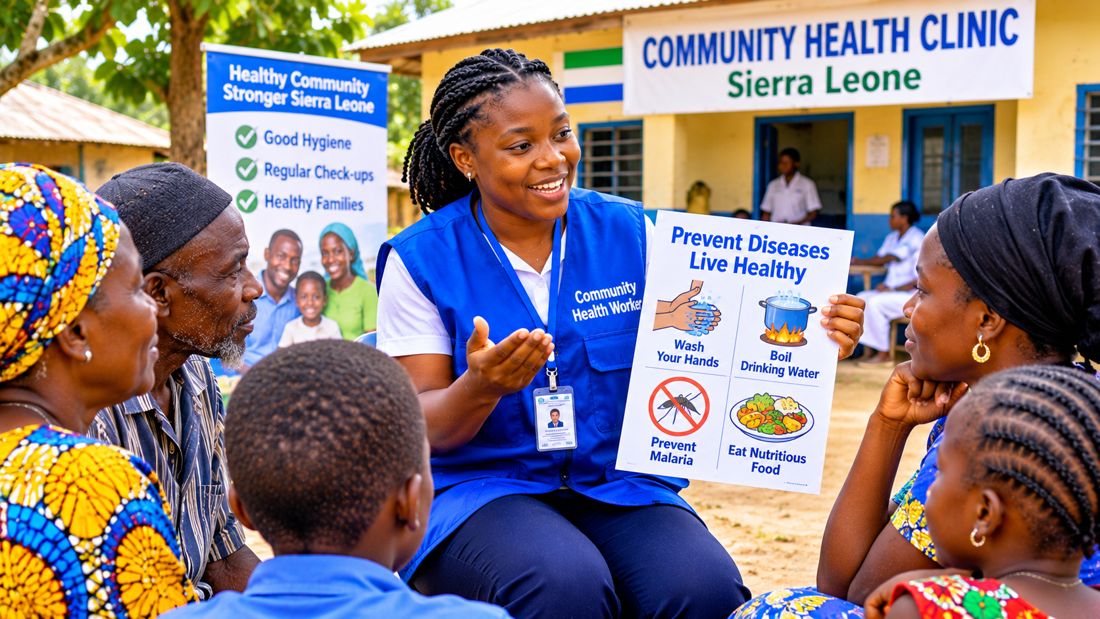 COMMUNITY HEALTH CLINIC
Sierra Leone
Healthy Community
Stronger Sierra Leone
Good Hygiene
Regular Check-ups
Healthy Families
Community
Health Worker
Prevent Diseases
Live Healthy
Wash
Your Hands
Boil
Drinking Water
Prevent
Malaria
Eat Nutritious
Food